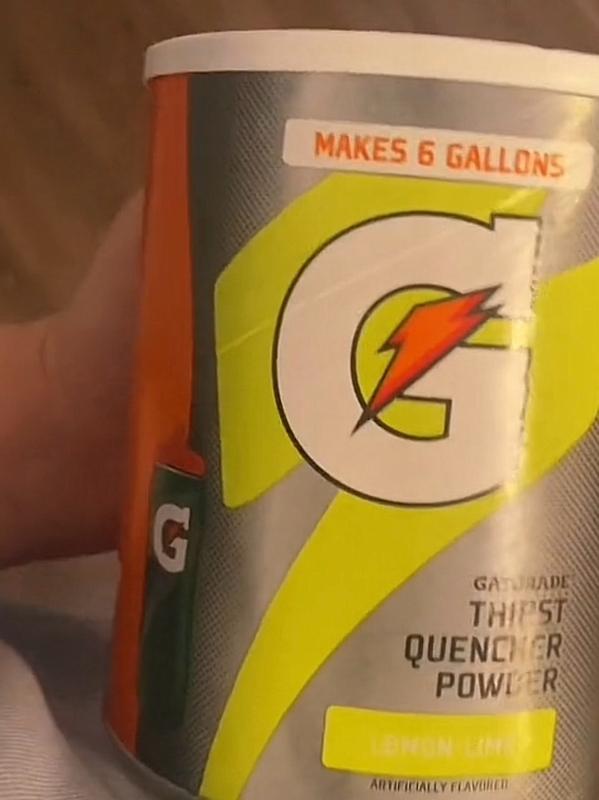 MAKES 6 GALLONS
G
G
GATORADE
THIRST
QUENCHER
POWDER
LEMON-LIME
ARTIFICIALLY FLAVORED